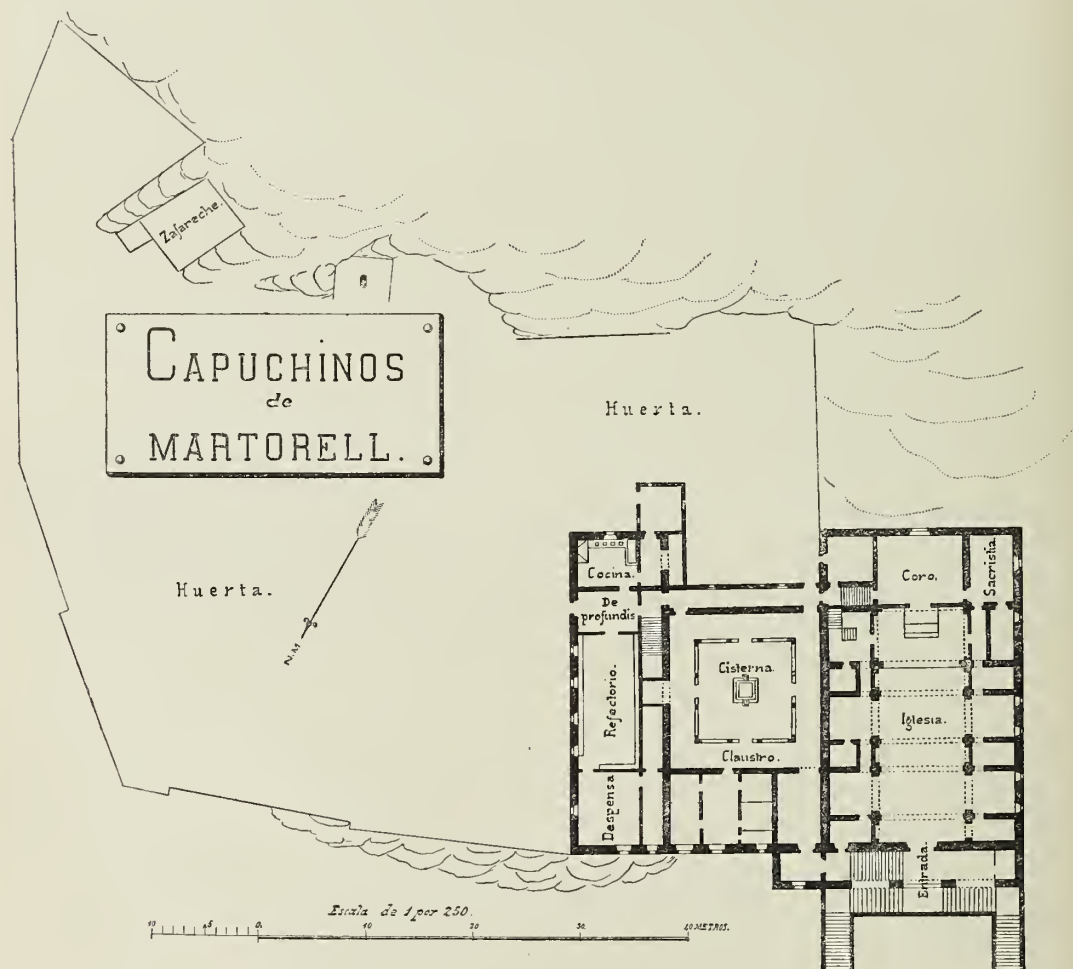 Zafareche.
CAPUCHINOS
de
MARTORELL.
Huerta.
Huerta.
N.M.
Cocina.
De
profundis
Refectorio.
Despensa
Cisterna.
Claustro.
Coro.
Sacristía.
Iglesia.
Entrada.
Escala de 1 por 250.
10 5 0 10 20 30 40 METROS.